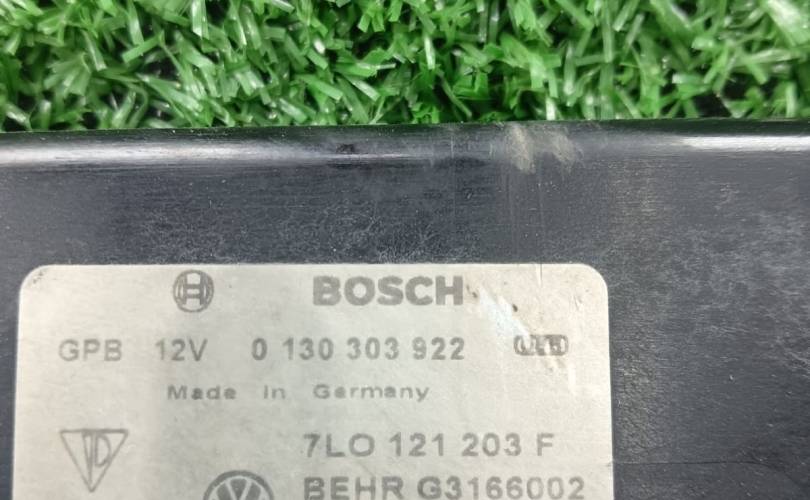 BOSCH
GPB 12V 0 130 303 922
Made in Germany
7LO 121 203 F
BEHR G3166002